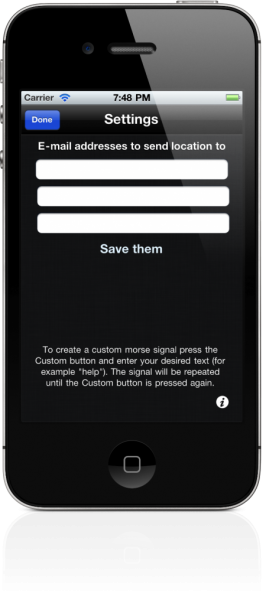 Carrier 7:48 PM
Done Settings
E-mail addresses to send location to
Save them
To create a custom morse signal press the
Custom button and enter your desired text (for
example "help"). The signal will be repeated
until the Custom button is pressed again.
i